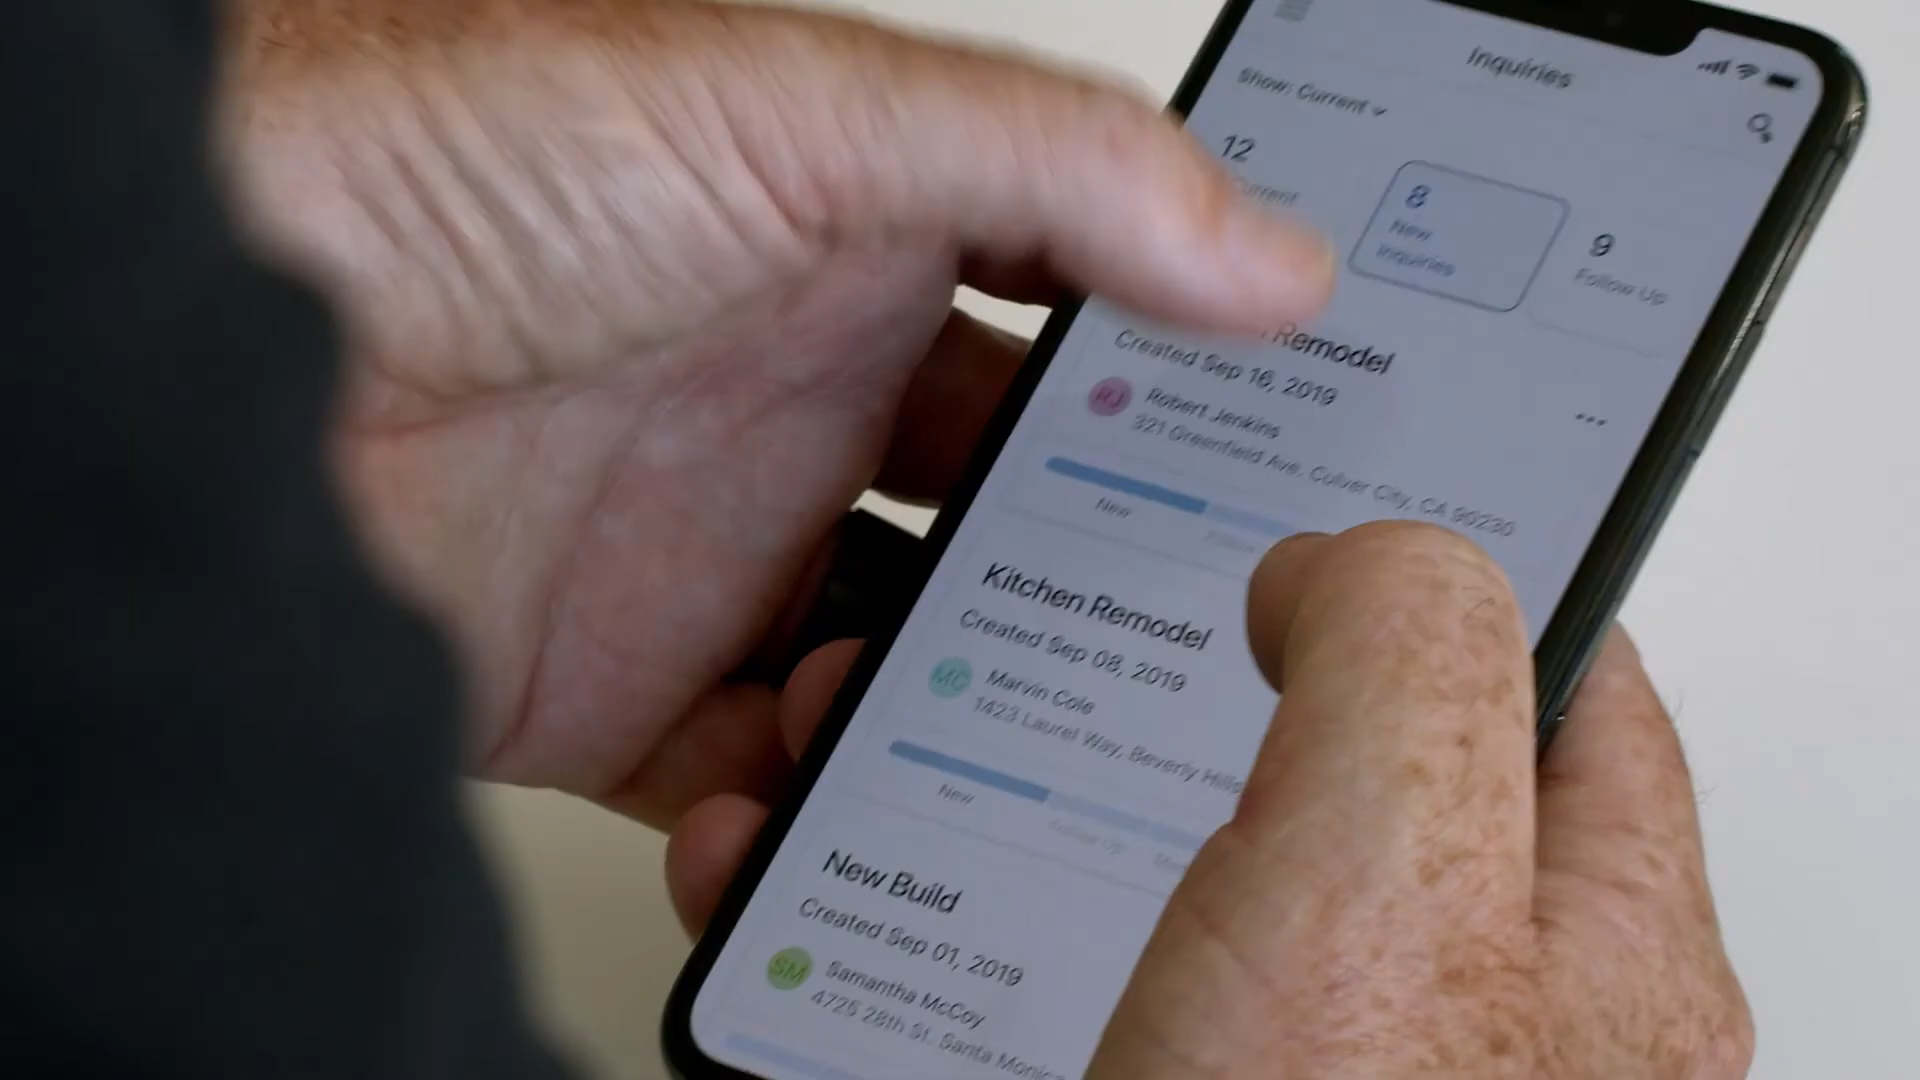 Inquiries
Show: Current
12
Current
8
New
Inquiries
9
Follow Up
Remodel
Created Sep 16, 2019
RJ
Robert Jenkins
321 Greenfield Ave. Culver City, CA 90230
New
Kitchen Remodel
Created Sep 08, 2019
MC
Marvin Cole
1423 Laurel Way, Beverly Hills
New
Follow Up
New Build
Created Sep 01, 2019
SM
Samantha McCoy
4725 28th St. Santa Monica